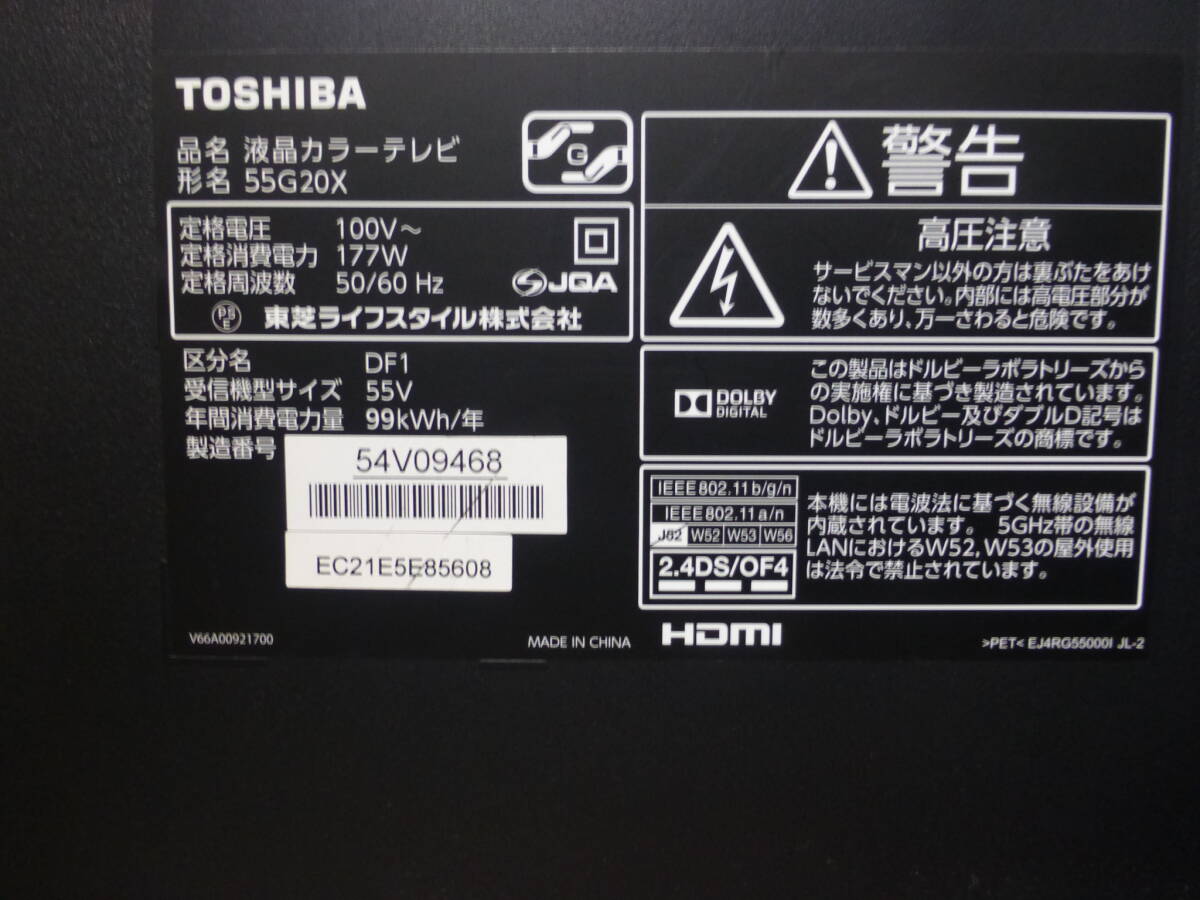 TOSHIBA
品名 液晶カラーテレビ
形名 55G20X
G
定格電圧 100V～
定格消費電力 177W
定格周波数 50/60 Hz
JQA
PSE 東芝ライフスタイル株式会社
区分名 DF1
受信機型サイズ 55V
年間消費電力量 99kWh/年
製造番号
54V09468
EC21E5E85608
V66A00921700
MADE IN CHINA
警告
高圧注意
サービスマン以外の方は裏ぶたをあけ
ないでください。内部には高電圧部分が
数多くあり、万一さわると危険です。
DOLBY
DIGITAL
この製品はドルビーラボラトリーズから
の実施権に基づき製造されています。
Dolby、ドルビー及びダブルD記号は
ドルビーラボラトリーズの商標です。
IEEE802.11b/g/n
IEEE802.11a/n
J52 W52 W53 W56
2.4DS/OF4
本機には電波法に基づく無線設備が
内蔵されています。 5GHz帯の無線
LANにおけるW52, W53の屋外使用
は法令で禁止されています。
HDMI
>PET< EJ4RG55000I JL-2